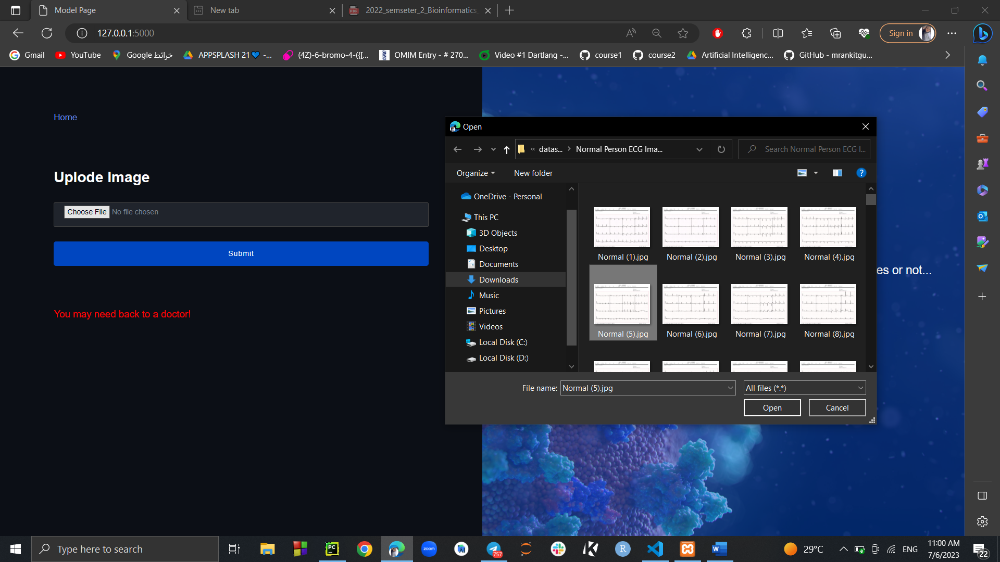 Model Page
New tab
2022_semseter_2_Bioinformatics_
127.0.0.1:5000
Sign in
Gmail
YouTube
Google خرائط
APPSPLASH 21💙 -...
(4Z)-6-bromo-4-({[...
OMIM Entry - # 270...
Video #1 Dartlang -...
course1
course2
Artificial Intelligenc...
GitHub - mrankitgu...
Home
Uplode Image
Choose File No file chosen
Submit
You may need back to a doctor!
es or not...
Open
« datas... > Normal Person ECG Ima...
Search Normal Person ECG I...
Organize
New folder
OneDrive - Personal
This PC
3D Objects
Desktop
Documents
Downloads
Music
Pictures
Videos
Local Disk (C:)
Local Disk (D:)
Normal (1).jpg
Normal (2).jpg
Normal (3).jpg
Normal (4).jpg
Normal (5).jpg
Normal (6).jpg
Normal (7).jpg
Normal (8).jpg
File name: Normal (5).jpg
All files (*.*)
Open
Cancel
Type here to search
PC
zoom
757
R
W
29°C
ENG
11:00 AM
7/6/2023
22